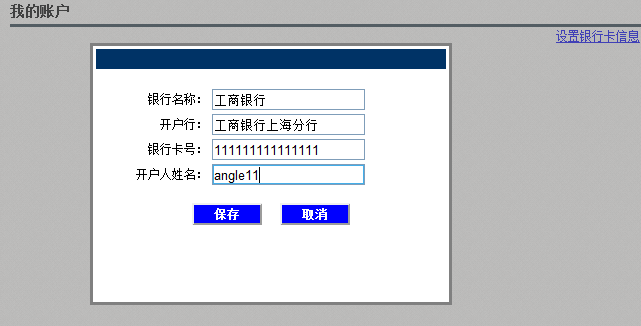 我的账户
设置银行卡信息
银行名称： 工商银行
开户行： 工商银行上海分行
银行卡号： 111111111111111
开户人姓名： angle11
保存 取消